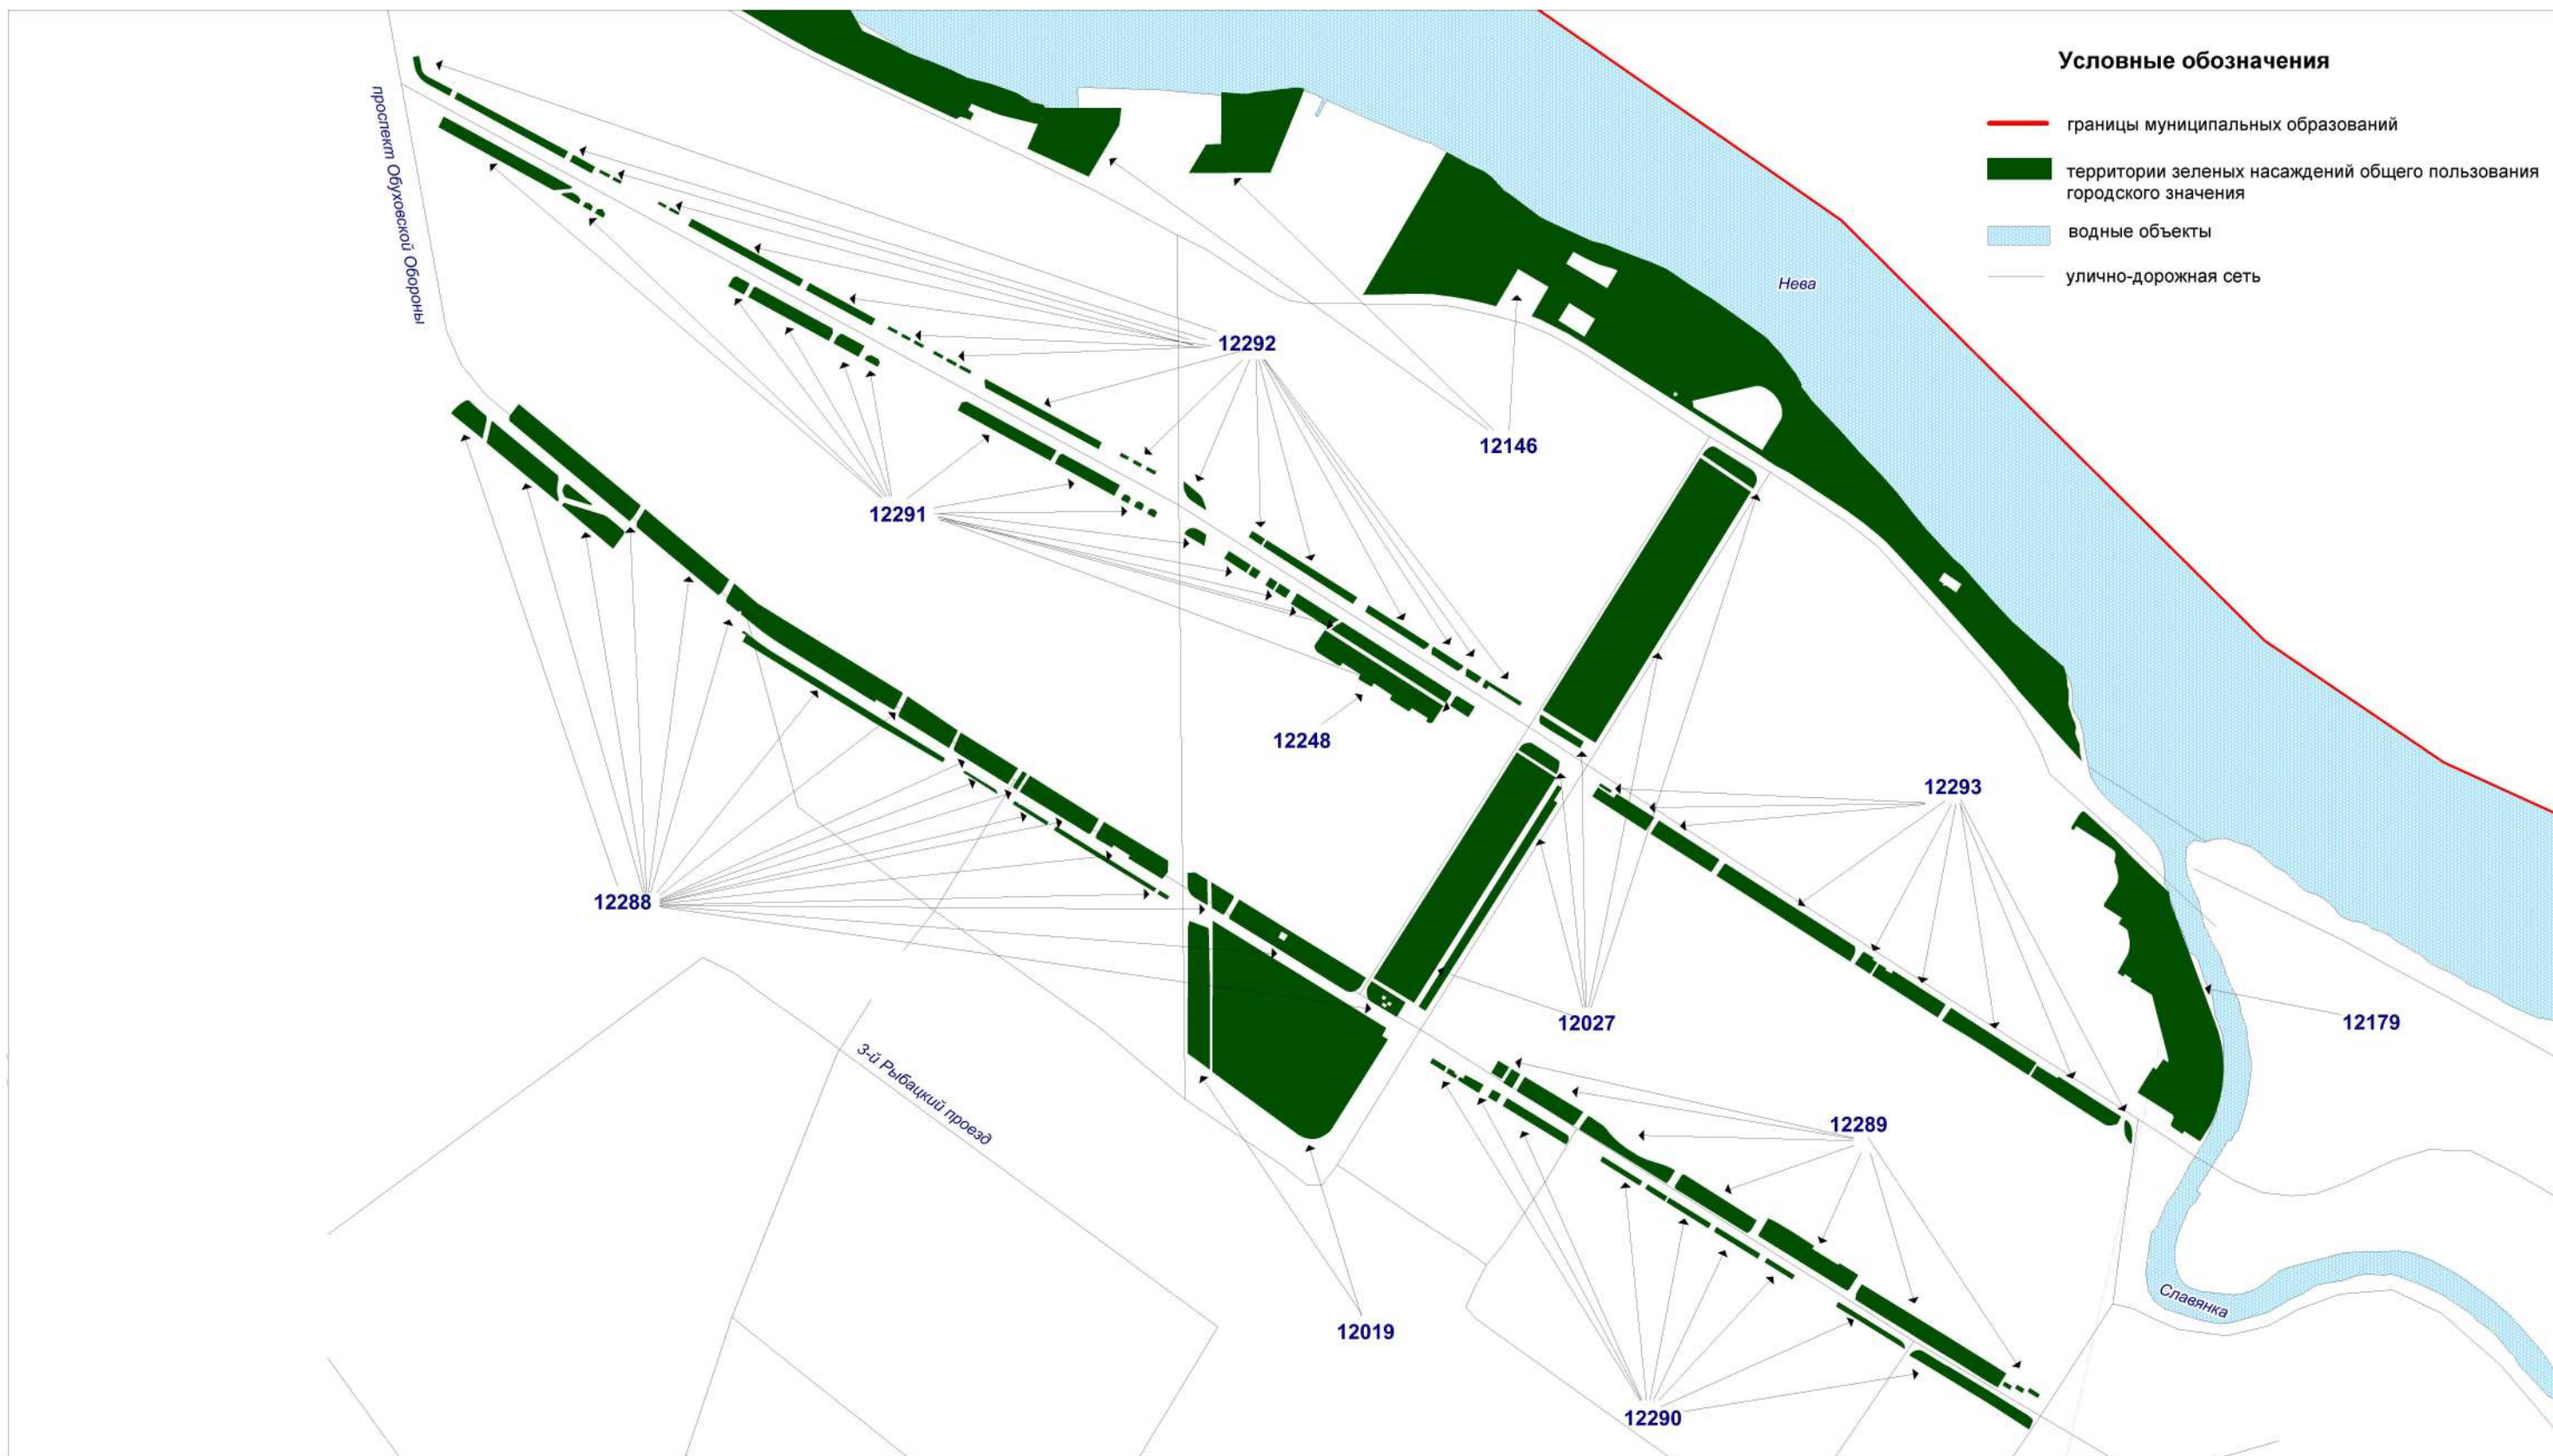 Условные обозначения
границы муниципальных образований
территории зеленых насаждений общего пользования
городского значения
водные объекты
улично-дорожная сеть
проспект Обуховской Обороны
Нева
12292
12146
12291
12248
12293
12288
12027
12179
3-й Рыбацкий проезд
12289
Славянка
12019
12290